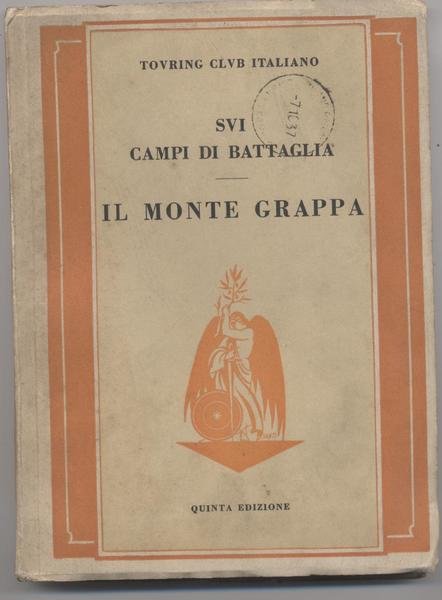 TOVRING CLVB ITALIANO
SVI
CAMPI DI BATTAGLIA
IL MONTE GRAPPA
QUINTA EDIZIONE